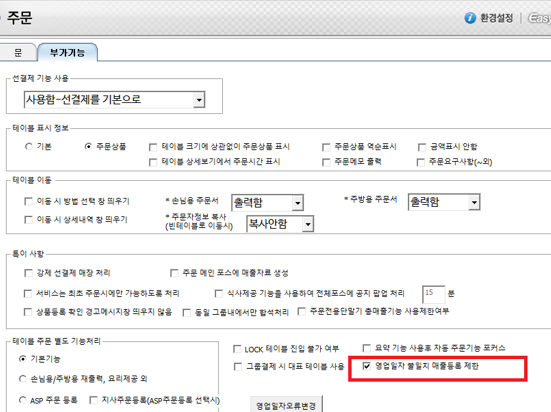 주문
환경설정 Easy
문 부가기능
선결제 기능 사용
사용함-선결제를 기본으로
테이블 표시 정보
기본 주문상품 테이블 크기에 상관없이 주문상품 표시 주문상품 역순표시 금액표시 안함
테이블 상세보기에서 주문시간 표시 주문메모 출력 주문요구사항(~외)
테이블 이동
이동 시 방법 선택 창 띄우기 * 손님용 주문서 출력함 * 주방용 주문서 출력함
이동 시 상세내역 창 띄우기 * 주문자정보 복사 복사안함
(빈테이블로 이동시)
특이 사항
강제 선결제 매장 처리 주문 메인 포스에 매출자료 생성
서비스는 최초 주문시에만 가능하도록 처리 식사제공 기능을 사용하여 전체포스에 공지 팝업 처리 15 분
상품등록 확인 경고메시지창 띄우지 않음 동일 그룹내에서만 합석처리 주문전용단말기 총매출기능 사용제한여부
테이블 주문 별도 기능처리
LOCK 테이블 진입 불가 여부 요약 기능 사용후 자동 주문기능 포커스
기본기능
그룹결제 시 대표 테이블 사용 영업일자 불일치 매출등록 제한
손님용/주방용 재출력, 요리제공 외
ASP 주문 등록 지사주문등록(ASP주문등록 선택시)
영업일자오류변경